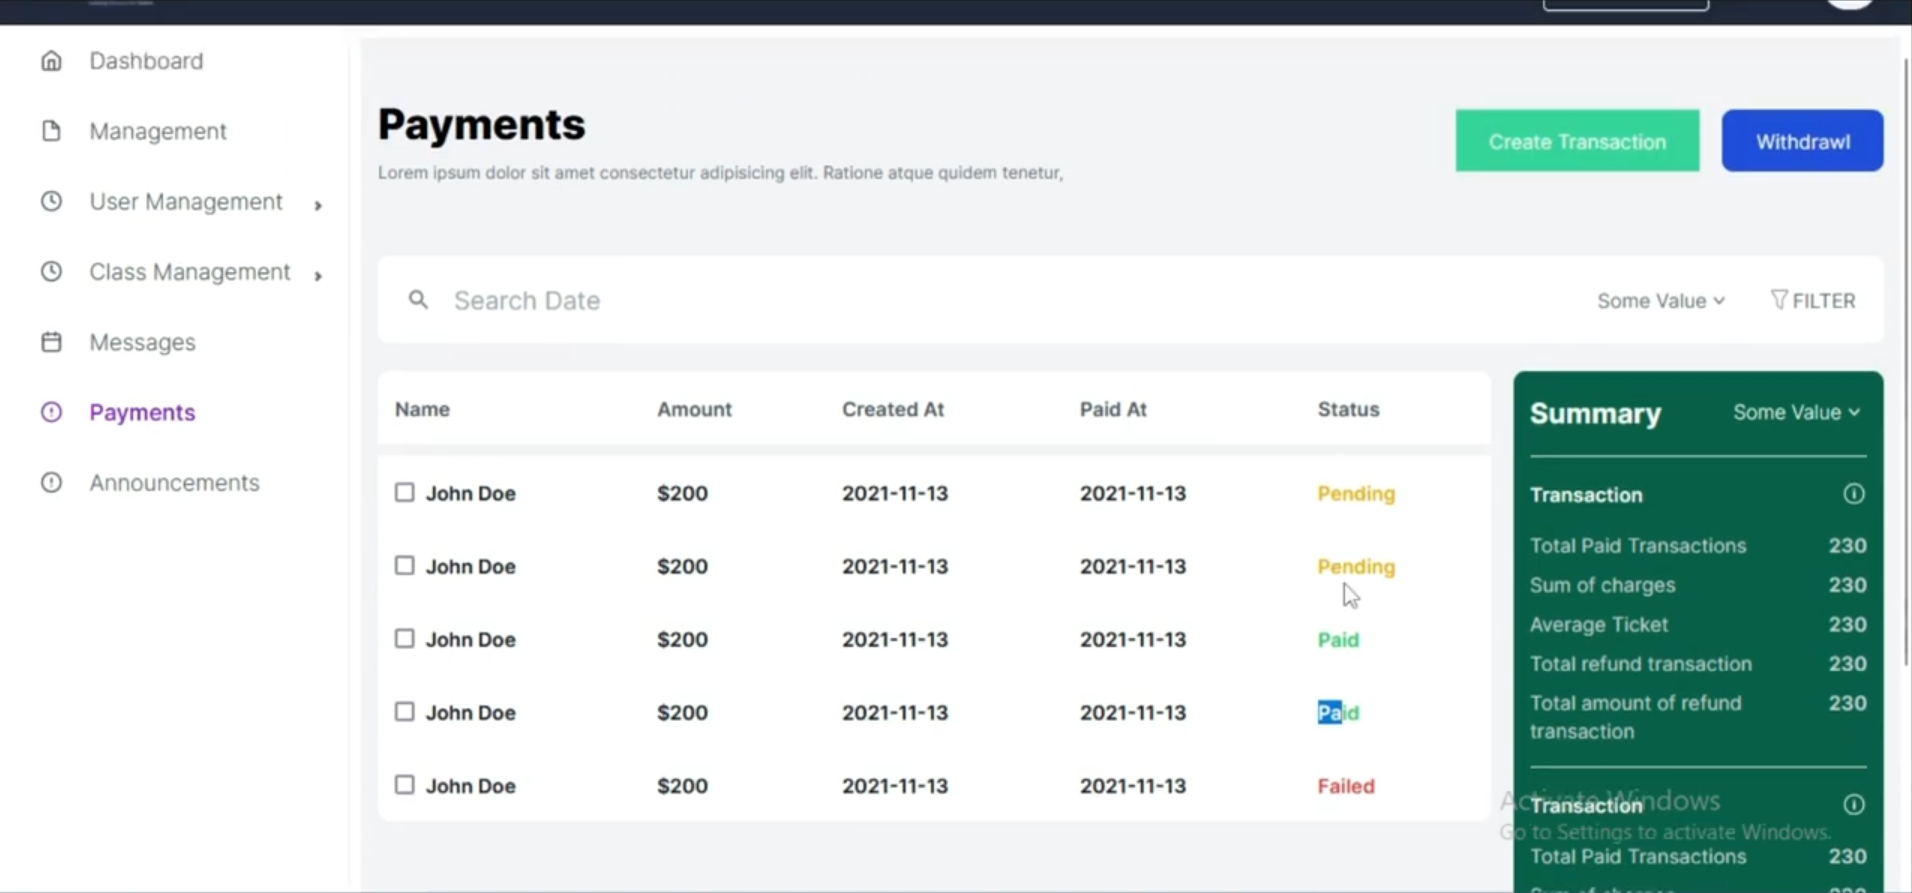 Dashboard
Management
User Management
Class Management
Messages
Payments
Announcements
Payments
Lorem ipsum dolor sit amet consectetur adipisicing elit. Ratione atque quidem tenetur,
Create Transaction
Withdrawl
Search Date
Some Value
FILTER
Name Amount Created At Paid At Status
John Doe $200 2021-11-13 2021-11-13 Pending
John Doe $200 2021-11-13 2021-11-13 Pending
John Doe $200 2021-11-13 2021-11-13 Paid
John Doe $200 2021-11-13 2021-11-13 Paid
John Doe $200 2021-11-13 2021-11-13 Failed
Summary Some Value
Transaction
Total Paid Transactions 230
Sum of charges 230
Average Ticket 230
Total refund transaction 230
Total amount of refund 230
transaction
Transaction
Total Paid Transactions 230
Activate Windows
Go to Settings to activate Windows.